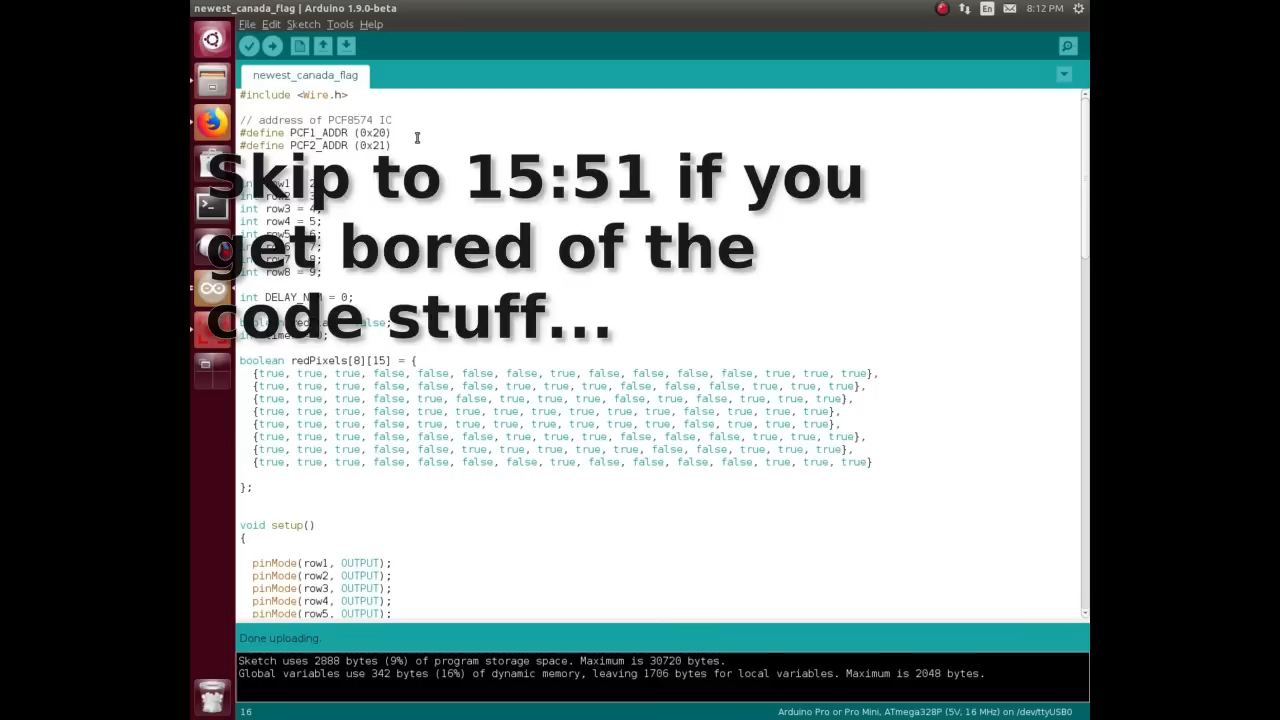 newest_canada_flag | Arduino 1.9.0-beta
En
8:12 PM
File Edit Sketch Tools Help
newest_canada_flag
#include <Wire.h>
// address of PCF8574 IC
#define PCF1_ADDR (0x20)
#define PCF2_ADDR (0x21)
Skip to 15:51 if you
get bored of the
code stuff...
int row3 = 4;
int row4 = 5;
row8 = 9;
int DELAY_N = 0;
boolean redPixels[8][15] = {
{true, true, true, false, false, false, false, true, false, false, false, false, true, true, true},
{true, true, true, false, false, false, true, true, true, false, false, false, true, true, true},
{true, true, true, false, true, false, true, true, true, false, true, false, true, true, true},
{true, true, true, false, true, true, true, true, true, true, true, false, true, true, true},
{true, true, true, false, true, true, true, true, true, true, true, false, true, true, true},
{true, true, true, false, false, true, true, true, true, false, false, false, true, true, true},
{true, true, true, false, false, true, true, true, true, true, false, false, true, true, true},
{true, true, true, false, false, false, false, true, false, false, false, false, true, true, true}
};
void setup()
{
pinMode(row1, OUTPUT);
pinMode(row2, OUTPUT);
pinMode(row3, OUTPUT);
pinMode(row4, OUTPUT);
pinMode(row5, OUTPUT);
Done uploading.
Sketch uses 2888 bytes (9%) of program storage space. Maximum is 30720 bytes.
Global variables use 342 bytes (16%) of dynamic memory, leaving 1706 bytes for local variables. Maximum is 2048 bytes.
16
Arduino Pro or Pro Mini, ATmega328P (5V, 16 MHz) on /dev/ttyUSB0